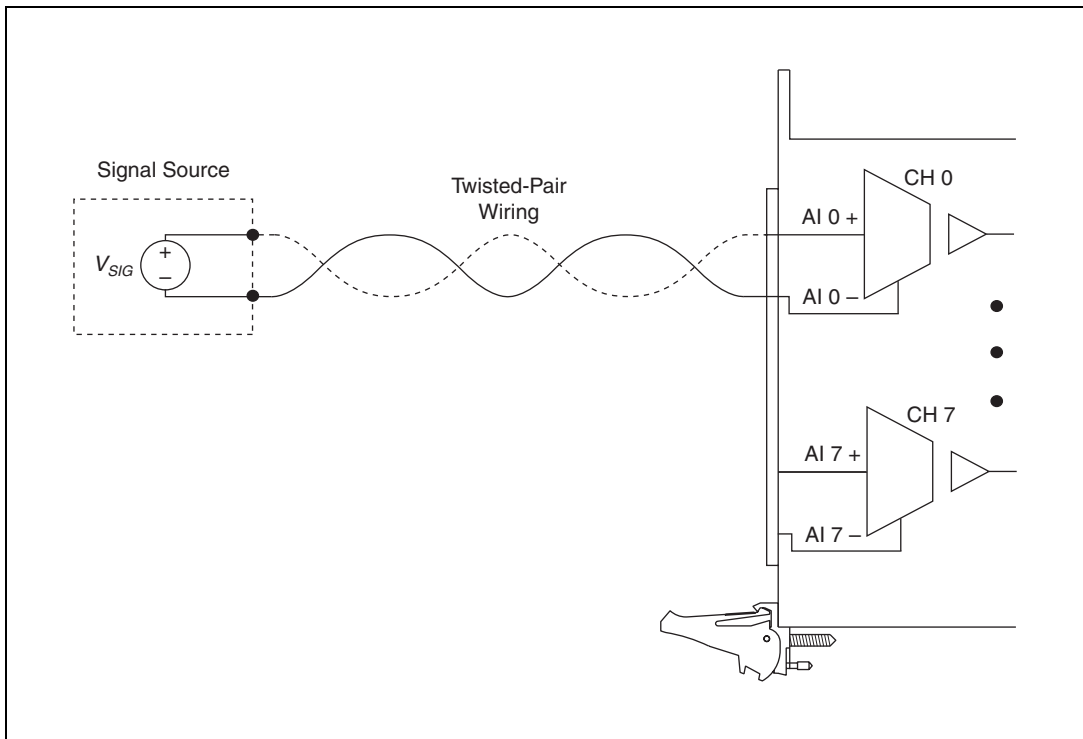 Signal Source
Twisted-Pair
Wiring
CH 0
AI 0 +
V_SIG
+
–
AI 0 –
CH 7
AI 7 +
AI 7 –